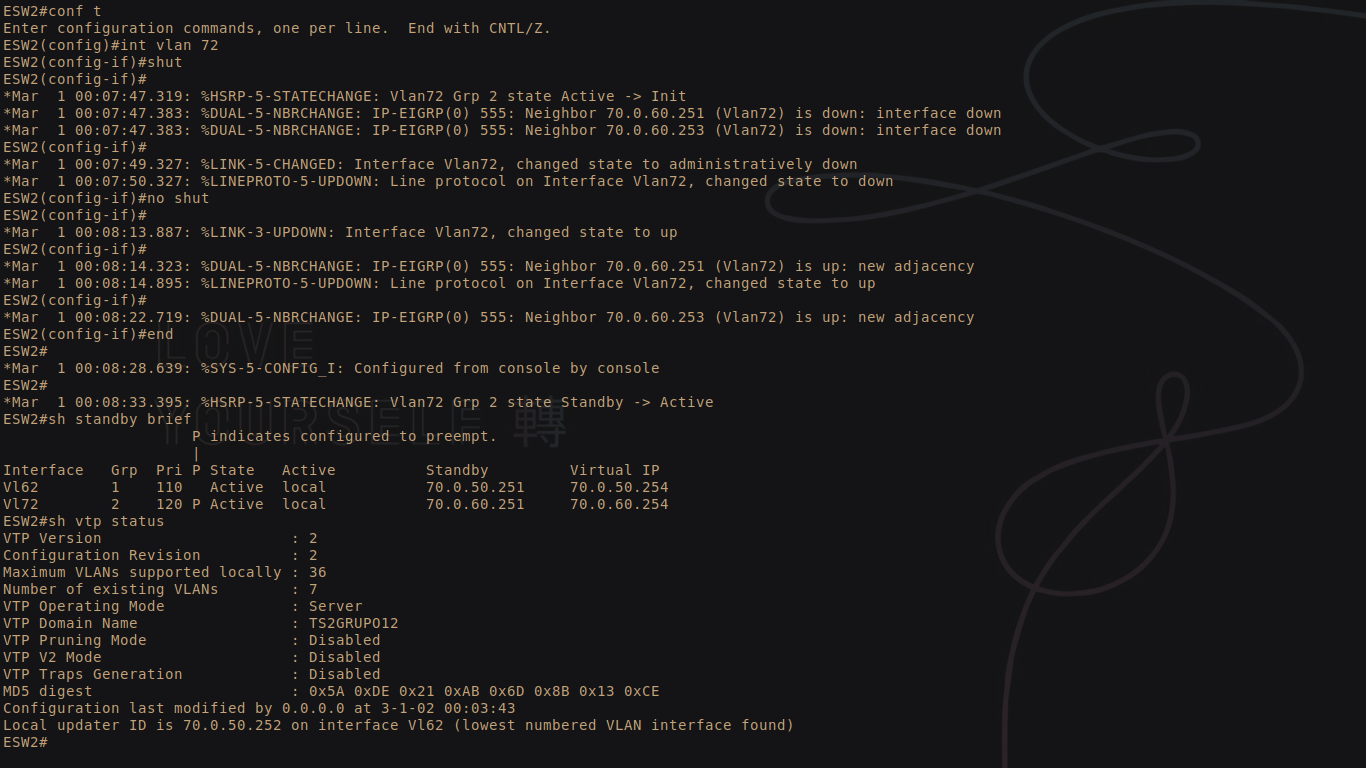 ESW2#conf t
Enter configuration commands, one per line.  End with CNTL/Z.
ESW2(config)#int vlan 72
ESW2(config-if)#shut
ESW2(config-if)#
*Mar  1 00:07:47.319: %HSRP-5-STATECHANGE: Vlan72 Grp 2 state Active -> Init
*Mar  1 00:07:47.383: %DUAL-5-NBRCHANGE: IP-EIGRP(0) 555: Neighbor 70.0.60.251 (Vlan72) is down: interface down
*Mar  1 00:07:47.383: %DUAL-5-NBRCHANGE: IP-EIGRP(0) 555: Neighbor 70.0.60.253 (Vlan72) is down: interface down
ESW2(config-if)#
*Mar  1 00:07:49.327: %LINK-5-CHANGED: Interface Vlan72, changed state to administratively down
*Mar  1 00:07:50.327: %LINEPROTO-5-UPDOWN: Line protocol on Interface Vlan72, changed state to down
ESW2(config-if)#no shut
ESW2(config-if)#
*Mar  1 00:08:13.887: %LINK-3-UPDOWN: Interface Vlan72, changed state to up
ESW2(config-if)#
*Mar  1 00:08:14.323: %DUAL-5-NBRCHANGE: IP-EIGRP(0) 555: Neighbor 70.0.60.251 (Vlan72) is up: new adjacency
*Mar  1 00:08:14.895: %LINEPROTO-5-UPDOWN: Line protocol on Interface Vlan72, changed state to up
ESW2(config-if)#
*Mar  1 00:08:22.719: %DUAL-5-NBRCHANGE: IP-EIGRP(0) 555: Neighbor 70.0.60.253 (Vlan72) is up: new adjacency
ESW2(config-if)#end
LOVE
ESW2#
*Mar  1 00:08:28.639: %SYS-5-CONFIG_I: Configured from console by console
ESW2#
*Mar  1 00:08:33.395: %HSRP-5-STATECHANGE: Vlan72 Grp 2 state Standby -> Active
ESW2#sh standby brief
YOURSELF 轉
                     P indicates configured to preempt.
                     |
Interface   Grp  Pri P State   Active          Standby         Virtual IP
Vl62        1    110   Active  local           70.0.50.251     70.0.50.254
Vl72        2    120 P Active  local           70.0.60.251     70.0.60.254
ESW2#sh vtp status
VTP Version                     : 2
Configuration Revision          : 2
Maximum VLANs supported locally : 36
Number of existing VLANs        : 7
VTP Operating Mode              : Server
VTP Domain Name                 : TS2GRUPO12
VTP Pruning Mode                : Disabled
VTP V2 Mode                     : Disabled
VTP Traps Generation            : Disabled
MD5 digest                      : 0x5A 0xDE 0x21 0xAB 0x6D 0x8B 0x13 0xCE
Configuration last modified by 0.0.0.0 at 3-1-02 00:03:43
Local updater ID is 70.0.50.252 on interface Vl62 (lowest numbered VLAN interface found)
ESW2#